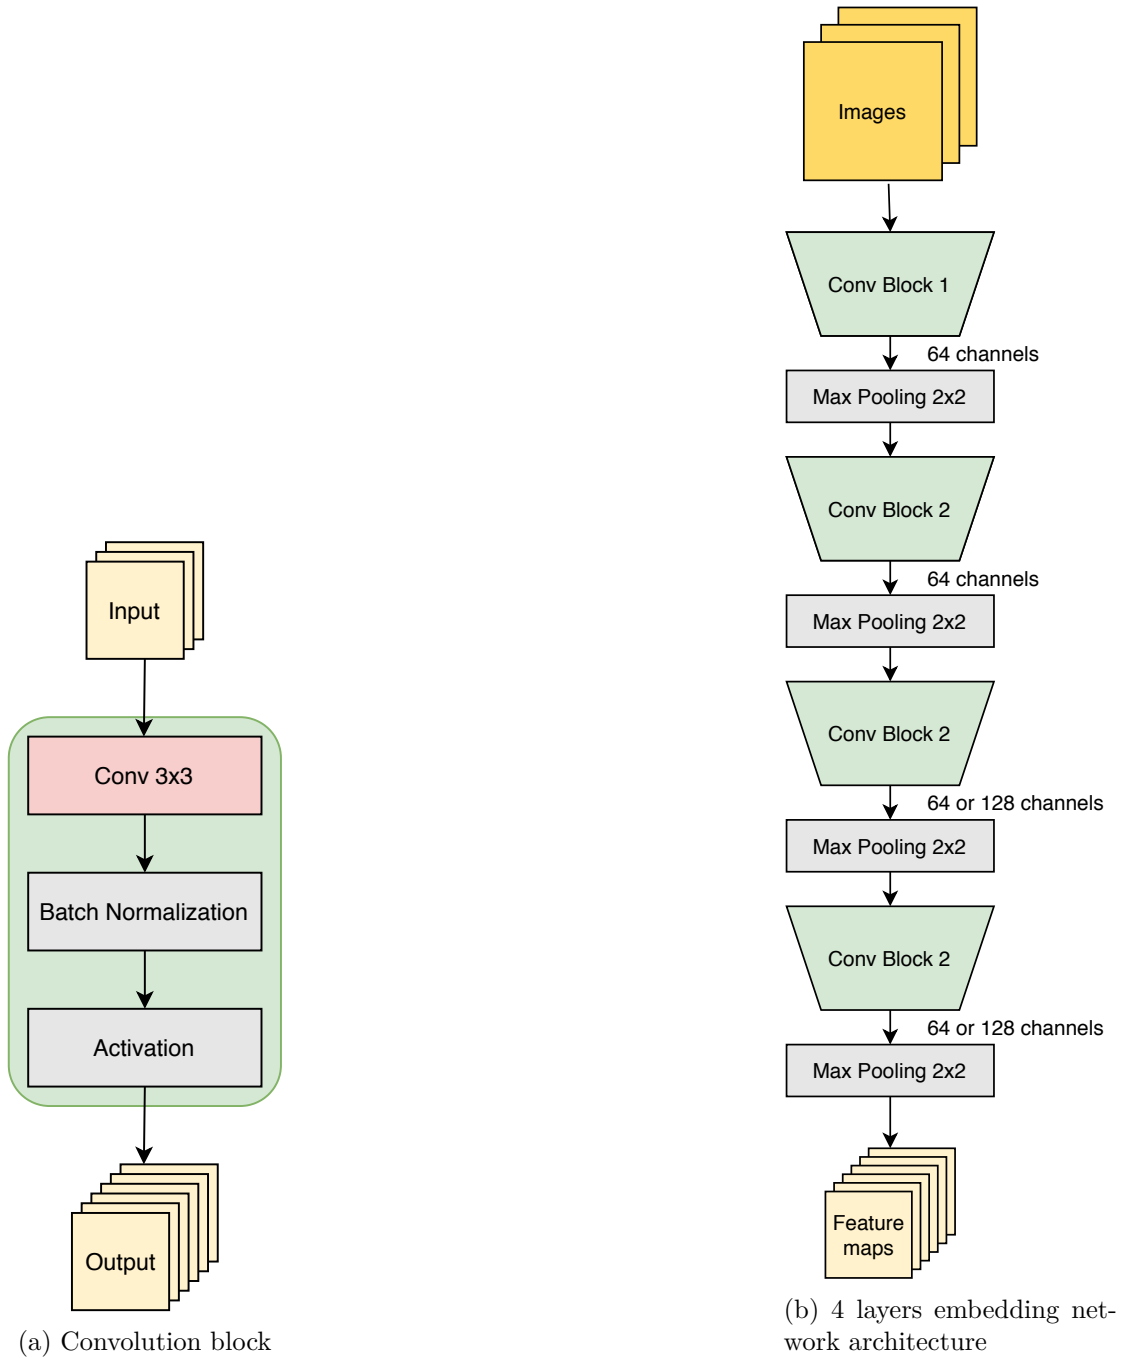 Input
Conv 3x3
Batch Normalization
Activation
Output
(a) Convolution block
Images
Conv Block 1
64 channels
Max Pooling 2x2
Conv Block 2
64 channels
Max Pooling 2x2
Conv Block 2
64 or 128 channels
Max Pooling 2x2
Conv Block 2
64 or 128 channels
Max Pooling 2x2
Feature
maps
(b) 4 layers embedding net-
work architecture